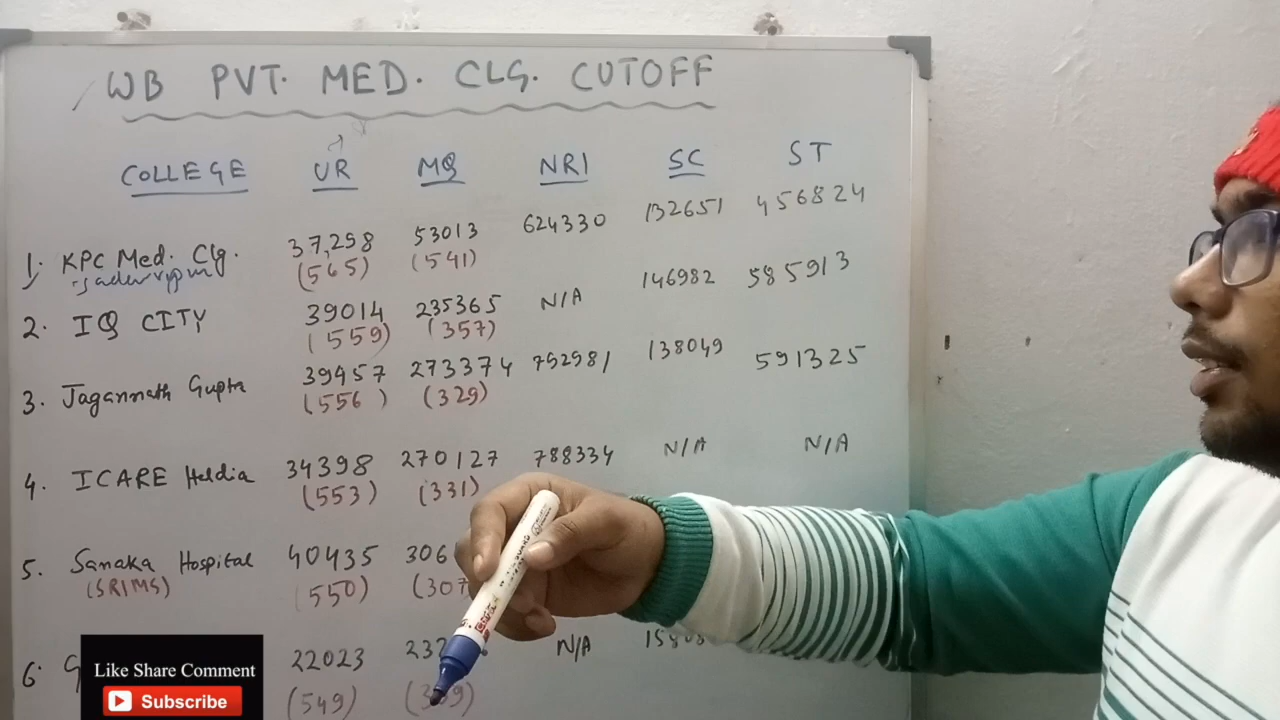 WB PVT. MED. CLG. CUTOFF
COLLEGE UR MQ NRI SC ST
1. KPC Med. Clg. 37,258 53013 624330 132651 456824
(565) (541)
2. IQ CITY 39014 235365 N/A 146982 585913
(559) (357)
3. Jagannath Gupta 39457 273374 792981 138049 591325
(556) (329)
4. ICARE Heldia 34398 270127 788334 N/A N/A
(553) (331)
5. Sanaka Hospital 40435
(SRIMS) (550)
6. 22023 N/A
(549)
Like Share Comment
Subscribe